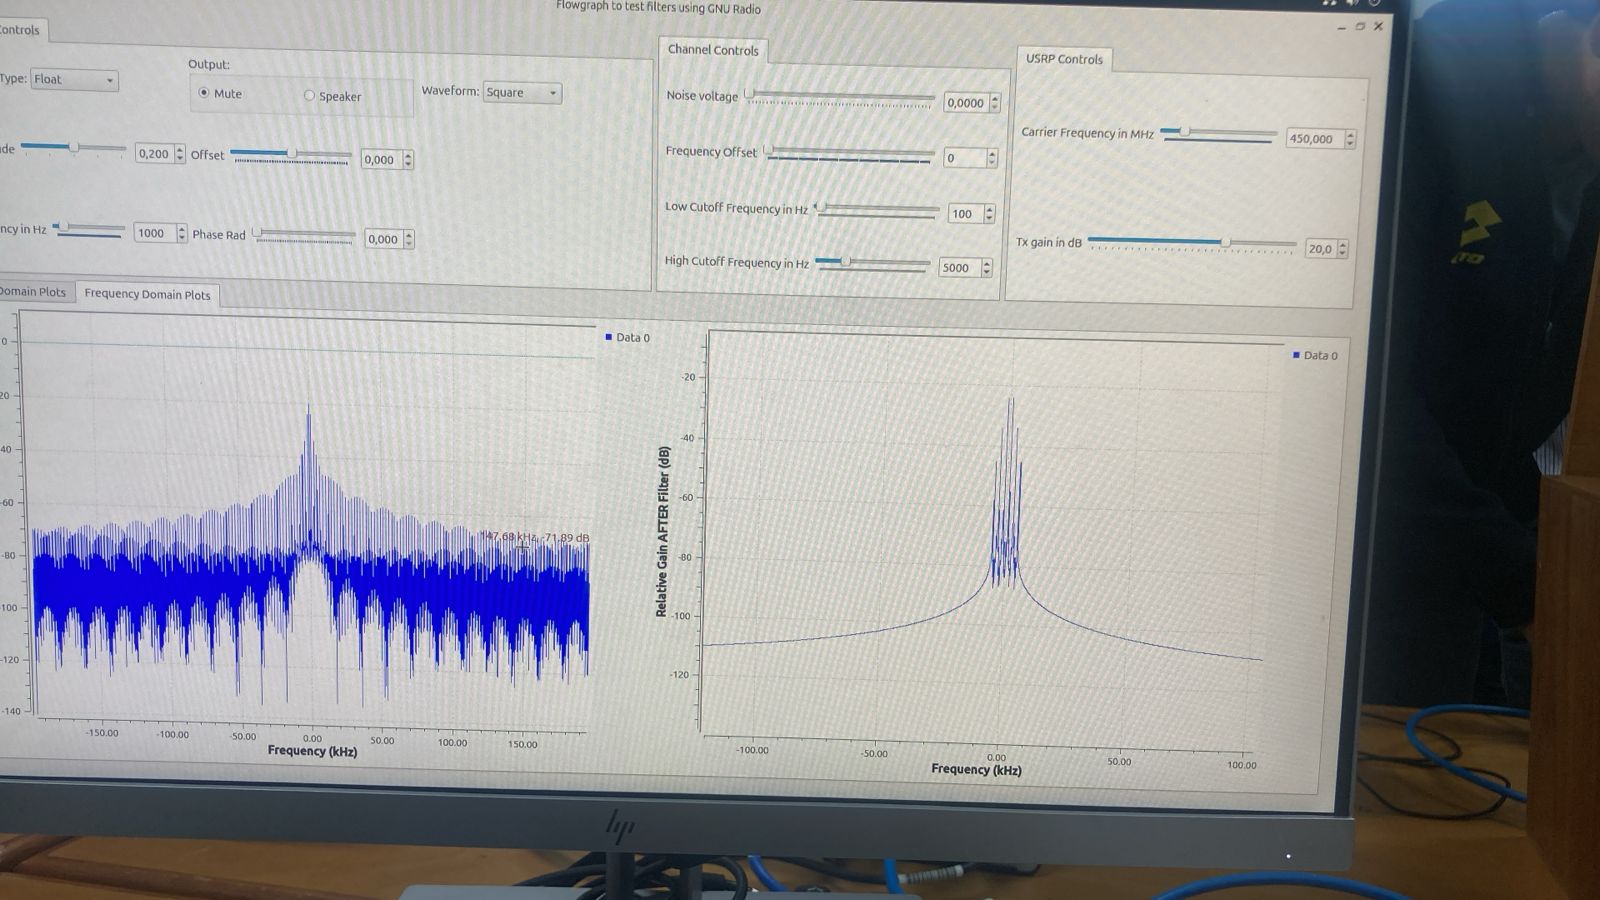 Flowgraph to test filters using GNU Radio
ontrols
Type: Float
Output:
Mute
Speaker
Waveform: Square
de
0,200
Offset
0,000
ncy in Hz
1000
Phase Rad
0,000
Channel Controls
Noise voltage
0,0000
Frequency Offset
0
Low Cutoff Frequency in Hz
100
High Cutoff Frequency in Hz
5000
USRP Controls
Carrier Frequency in MHz
450,000
Tx gain in dB
20,0
Domain Plots
Frequency Domain Plots
Data 0
0
20
40
-60
-80
-100
-120
-140
147.68 kHz, -71.89 dB
-150.00
-100.00
-50.00
0.00
50.00
100.00
150.00
Frequency (kHz)
Data 0
Relative Gain AFTER Filter (dB)
-20
-40
-60
-80
-100
-120
-100.00
-50.00
0.00
50.00
100.00
Frequency (kHz)
hp